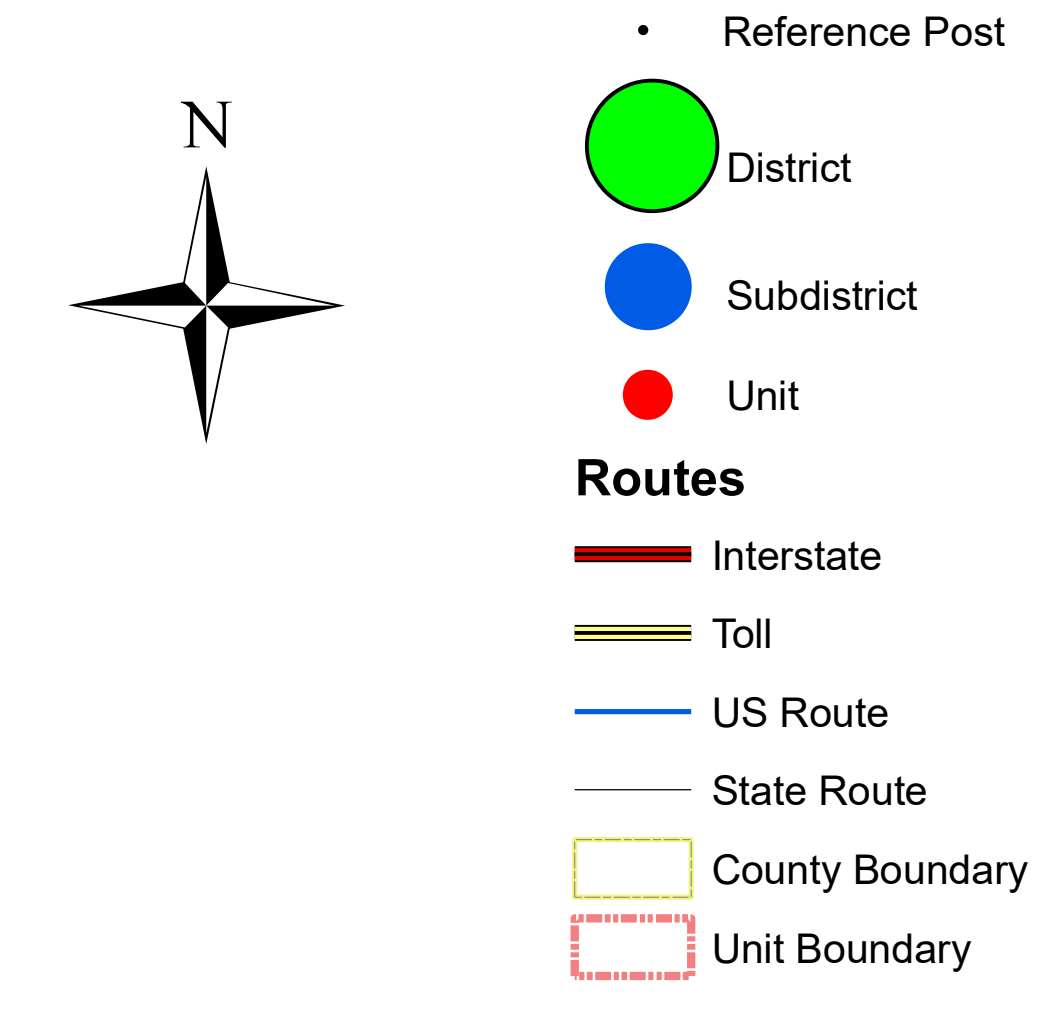 N
Reference Post
District
Subdistrict
Unit
Routes
Interstate
Toll
US Route
State Route
County Boundary
Unit Boundary